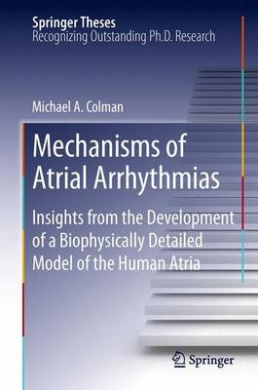 Springer Theses
Recognizing Outstanding Ph.D. Research
Michael A. Colman
Mechanisms of
Atrial Arrhythmias
Insights from the Development
of a Biophysically Detailed
Model of the Human Atria
Springer